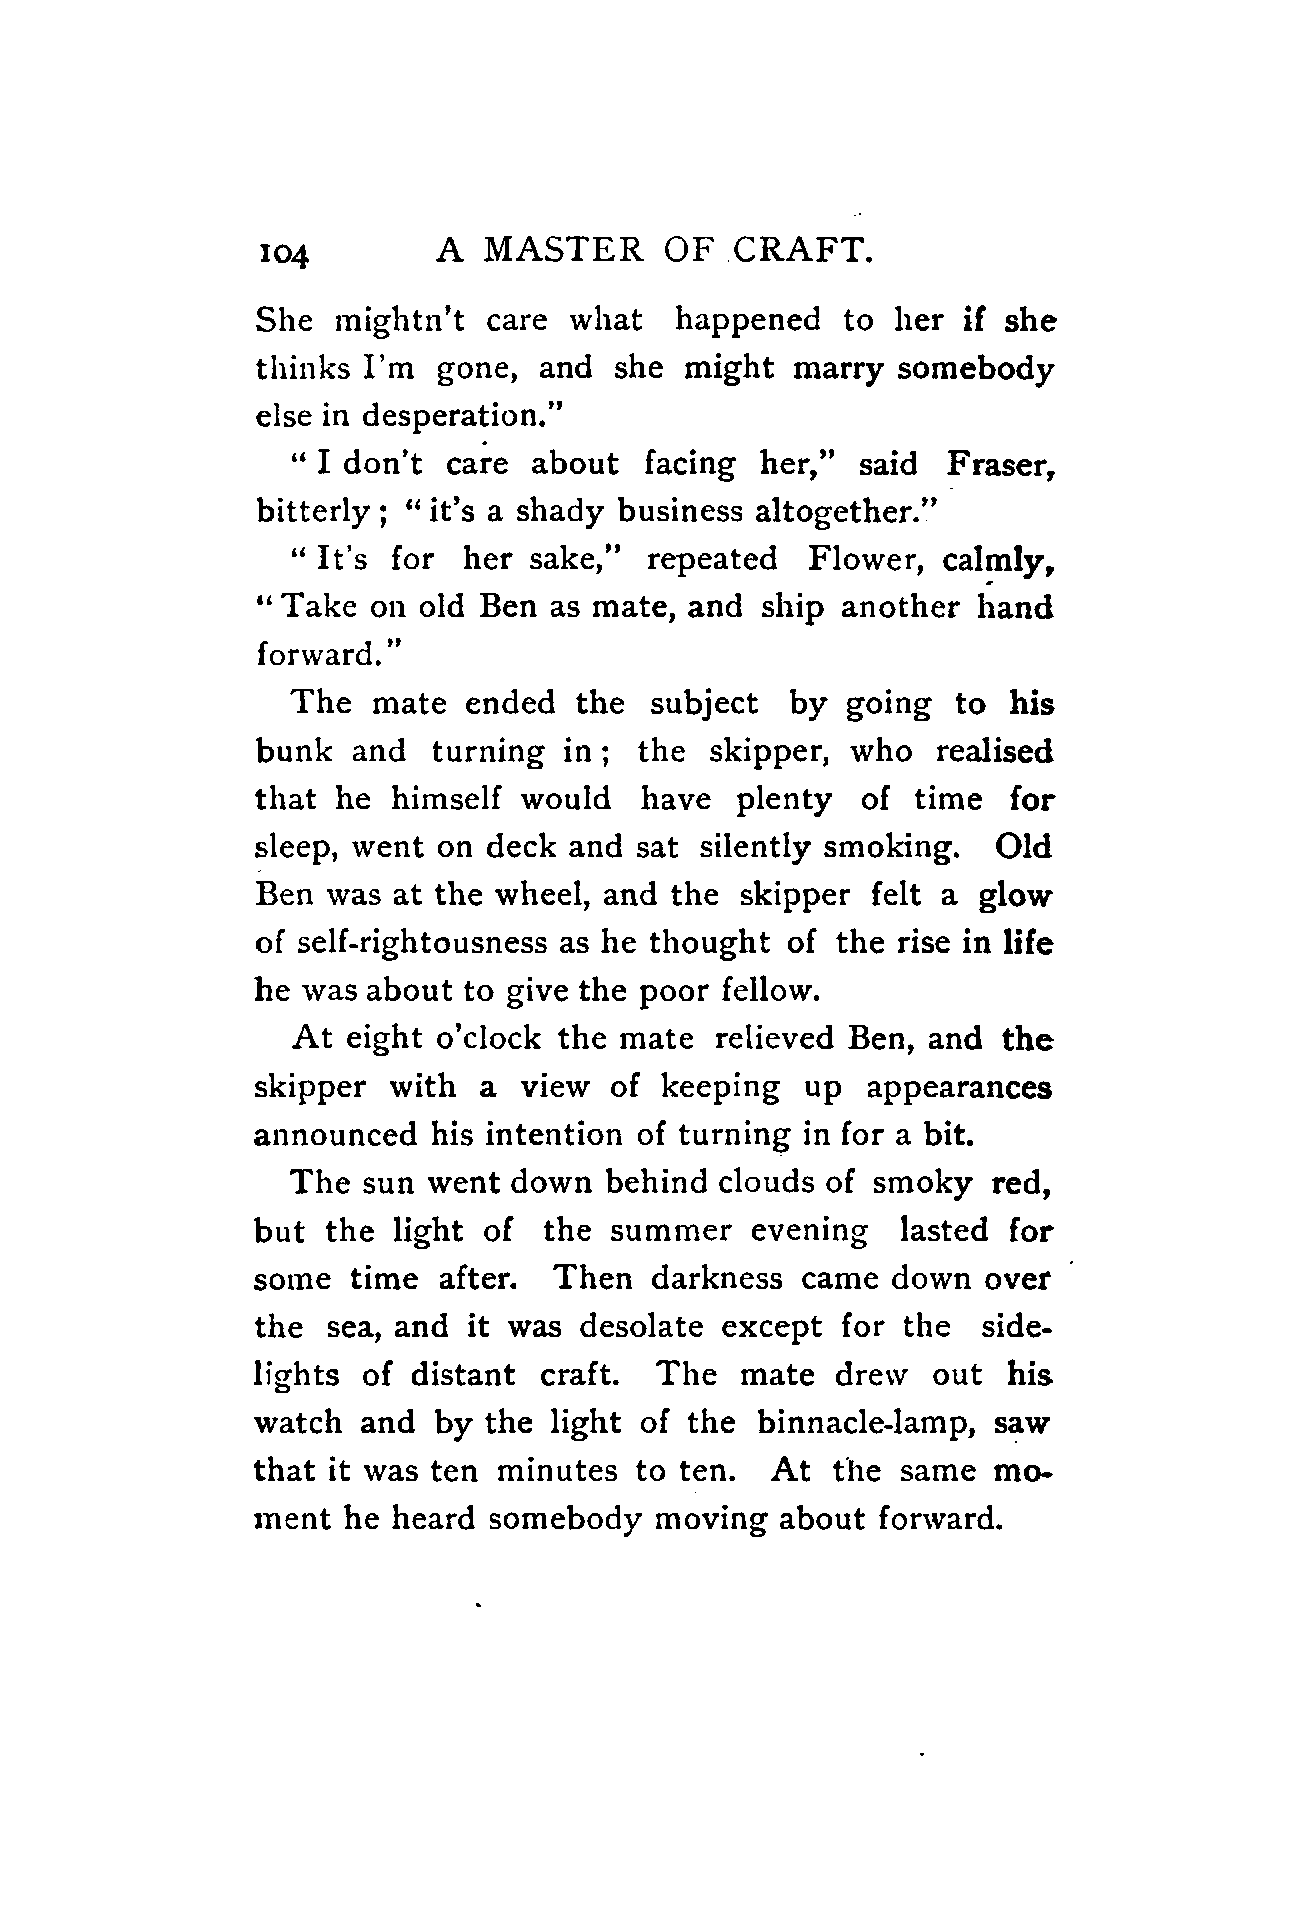 104 A MASTER OF CRAFT.
She mightn't care what happened to her if she
thinks I'm gone, and she might marry somebody
else in desperation."
" I don't care about facing her," said Fraser,
bitterly ; " it's a shady business altogether."
" It's for her sake," repeated Flower, calmly,
" Take on old Ben as mate, and ship another hand
forward."
The mate ended the subject by going to his
bunk and turning in ; the skipper, who realised
that he himself would have plenty of time for
sleep, went on deck and sat silently smoking. Old
Ben was at the wheel, and the skipper felt a glow
of self-rightousness as he thought of the rise in life
he was about to give the poor fellow.
At eight o'clock the mate relieved Ben, and the
skipper with a view of keeping up appearances
announced his intention of turning in for a bit.
The sun went down behind clouds of smoky red,
but the light of the summer evening lasted for
some time after. Then darkness came down over
the sea, and it was desolate except for the side-
lights of distant craft. The mate drew out his
watch and by the light of the binnacle-lamp, saw
that it was ten minutes to ten. At the same mo-
ment he heard somebody moving about forward.